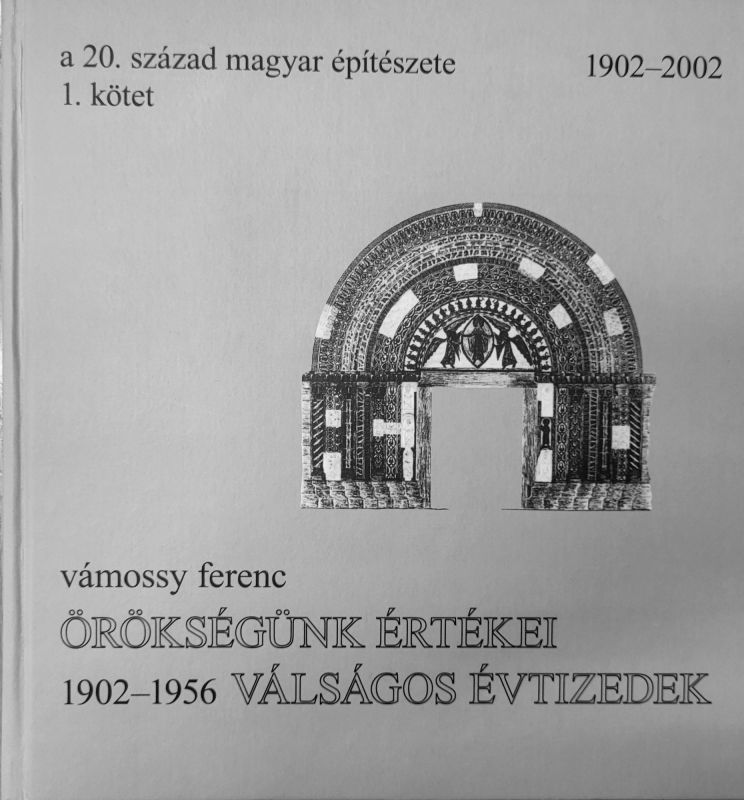 a 20. század magyar építészete 1902–2002
1. kötet
vámossy ferenc
ÖRÖKSÉGÜNK ÉRTÉKEI
1902–1956 VÁLSÁGOS ÉVTIZEDEK